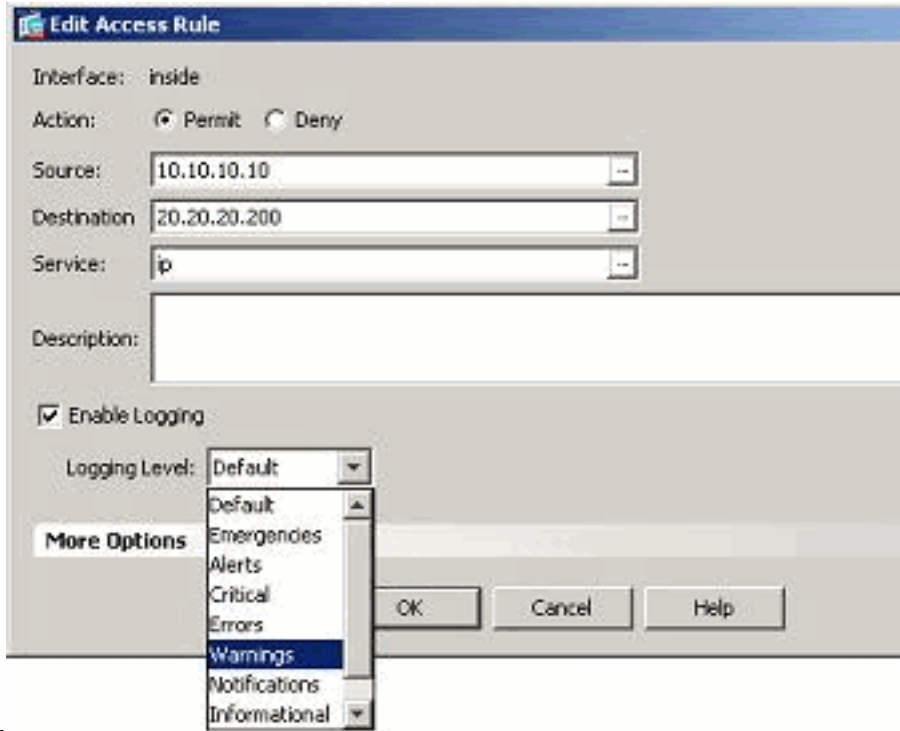 Edit Access Rule
Interface: inside
Action: Permit Deny
Source: 10.10.10.10 ...
Destination 20.20.20.200 ...
Service: ip ...
Description:
Enable Logging
Logging Level: Default
Default
Emergencies
More Options
Alerts
Critical
OK Cancel Help
Errors
Warnings
Notifications
Informational